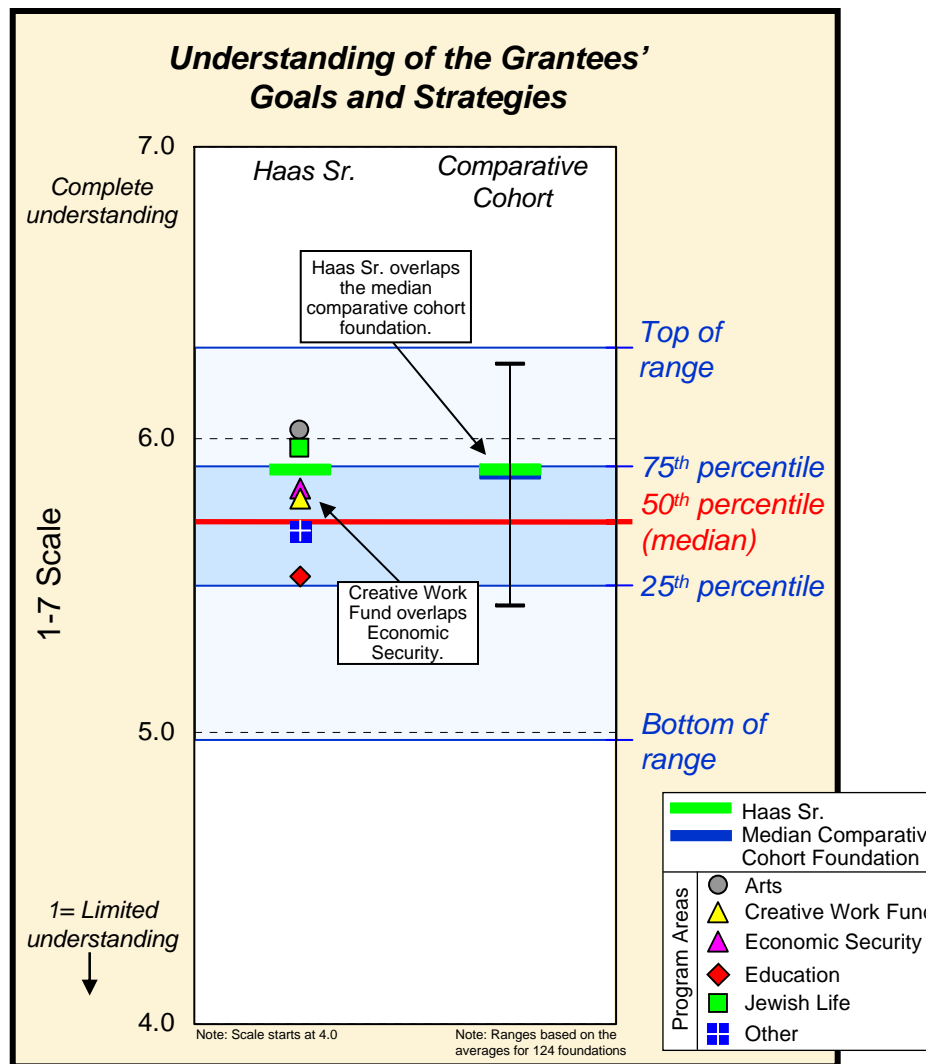 Understanding of the Grantees'
Goals and Strategies
7.0
Haas Sr.
Comparative
Cohort
Complete
understanding
Haas Sr. overlaps
the median
comparative cohort
foundation.
Top of
range
6.0
75th percentile
50th percentile
(median)
25th percentile
1-7 Scale
Creative Work
Fund overlaps
Economic
Security.
5.0
Bottom of
range
1= Limited
understanding
4.0
Note: Scale starts at 4.0
Note: Ranges based on the
averages for 124 foundations
Haas Sr.
Median Comparativ
Cohort Foundation
Program Areas
Arts
Creative Work Fund
Economic Security
Education
Jewish Life
Other